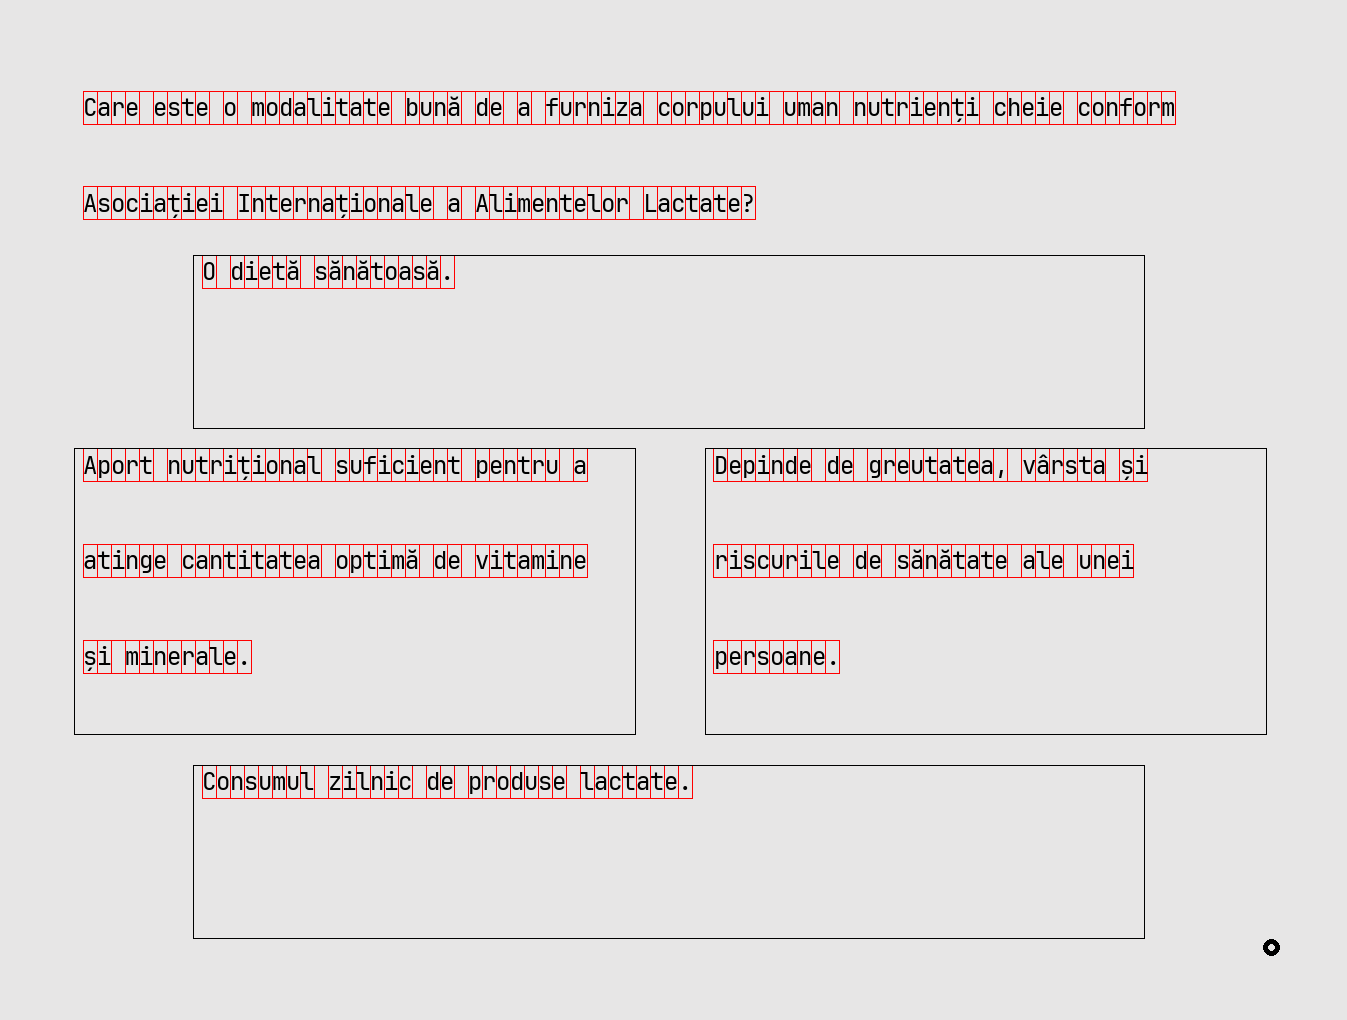 Care este o modalitate bună de a furniza corpului uman nutrienți cheie conform
Asociației Internaționale a Alimentelor Lactate?
O dietă sănătoasă.
Aport nutrițional suficient pentru a
atinge cantitatea optimă de vitamine
și minerale.
Depinde de greutatea, vârsta și
riscurile de sănătate ale unei
persoane.
Consumul zilnic de produse lactate.